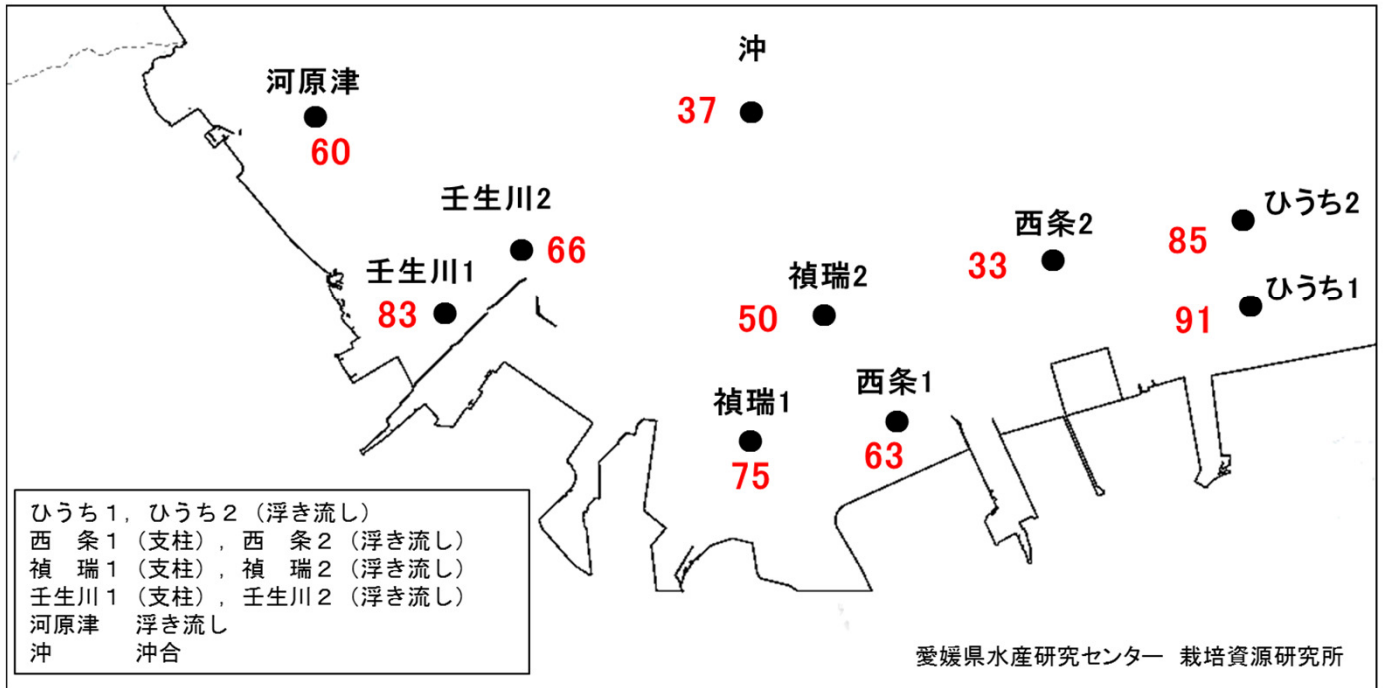 沖
河原津
37
60
壬生川2
66
ひうち2
85
西条2
33
壬生川1
83
禎瑞2
50
ひうち1
91
西条1
63
禎瑞1
75
ひうち1，ひうち2（浮き流し）
西　条1（支柱），西　条2（浮き流し）
禎　瑞1（支柱），禎　瑞2（浮き流し）
壬生川1（支柱），壬生川2（浮き流し）
河原津　浮き流し
沖　　　沖合
愛媛県水産研究センター 栽培資源研究所